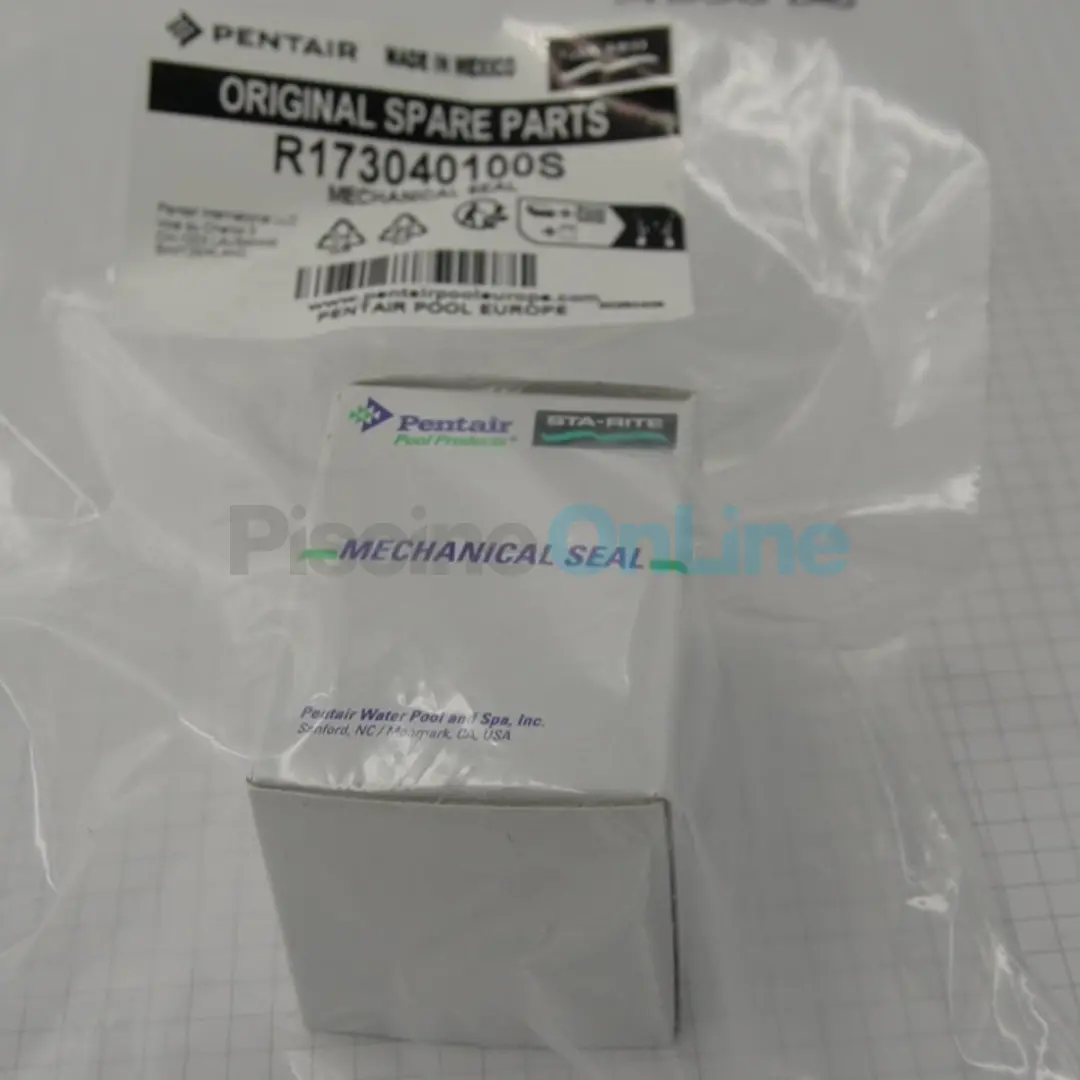 PENTAIR
MADE IN MEXICO
ORIGINAL SPARE PARTS
R173040100S
MECHANICAL SEAL
www.pentairpooleurope.com
PENTAIR POOL EUROPE
Pentair
Pool Products
STA-RITE
PiscineOnLine
MECHANICAL SEAL
Pentair Water Pool and Spa, Inc.
Sanford, NC / Moorpark, CA, USA